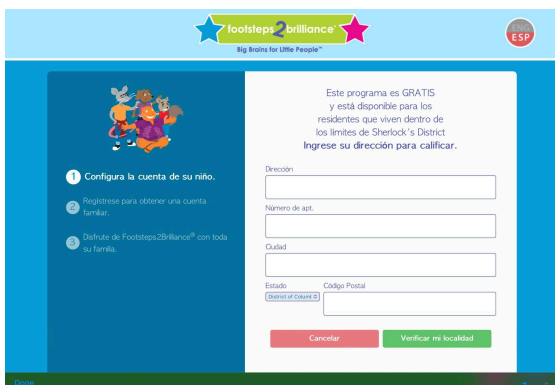 footsteps2brilliance™
Big Brains for Little People™
ENG
ESP
1 Configura la cuenta de su niño.
2 Regístrese para obtener una cuenta
familiar.
3 Disfrute de Footsteps2Brilliance® con toda
su familia.
Este programa es GRATIS
y está disponible para los
residentes que viven dentro de
los límites de Sherlock's District
Ingrese su dirección para calificar.
Dirección
Número de apt.
Ciudad
Estado
Código Postal
District of Columt
Cancelar
Verificar mi localidad
Done